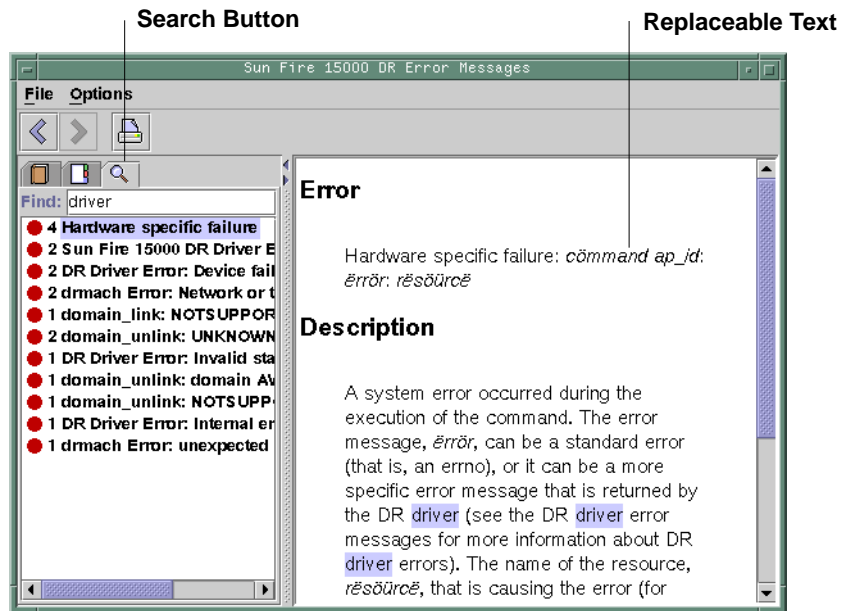 Search Button
Replaceable Text
Sun Fire 15000 DR Error Messages
File Options
Find: driver
4 Hardware specific failure
2 Sun Fire 15000 DR Driver E
2 DR Driver Error: Device fail
2 drmach Error: Network or t
1 domain_link: NOTSUPPOR
2 domain_unlink: UNKNOWN
1 DR Driver Error: Invalid sta
1 domain_unlink: domain AV
1 domain_unlink: NOTSUPP
1 DR Driver Error: Internal er
1 drmach Error: unexpected
Error
Hardware specific failure: cömmand ap_id:
ërrör: rësöürcë
Description
A system error occurred during the
execution of the command. The error
message, ërrör, can be a standard error
(that is, an errno), or it can be a more
specific error message that is returned by
the DR driver (see the DR driver error
messages for more information about DR
driver errors). The name of the resource,
rësöürcë, that is causing the error (for